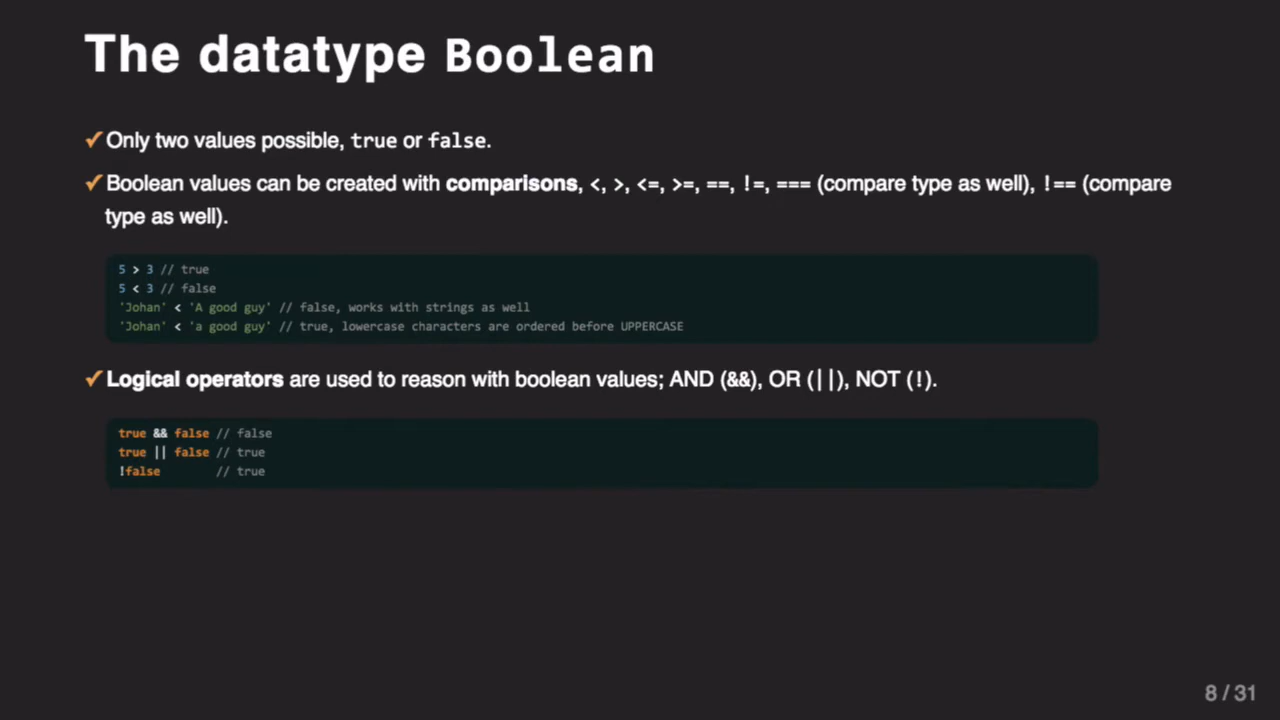 The datatype Boolean
✔Only two values possible, true or false.
✔Boolean values can be created with comparisons, <, >, <=, >=, ==, !=, === (compare type as well), !== (compare
type as well).
5 > 3 // true
5 < 3 // false
'Johan' < 'A good guy' // false, works with strings as well
'Johan' < 'a good guy' // true, lowercase characters are ordered before UPPERCASE
✔Logical operators are used to reason with boolean values; AND (&&), OR (||), NOT (!).
true && false // false
true || false // true
!false        // true
8 / 31